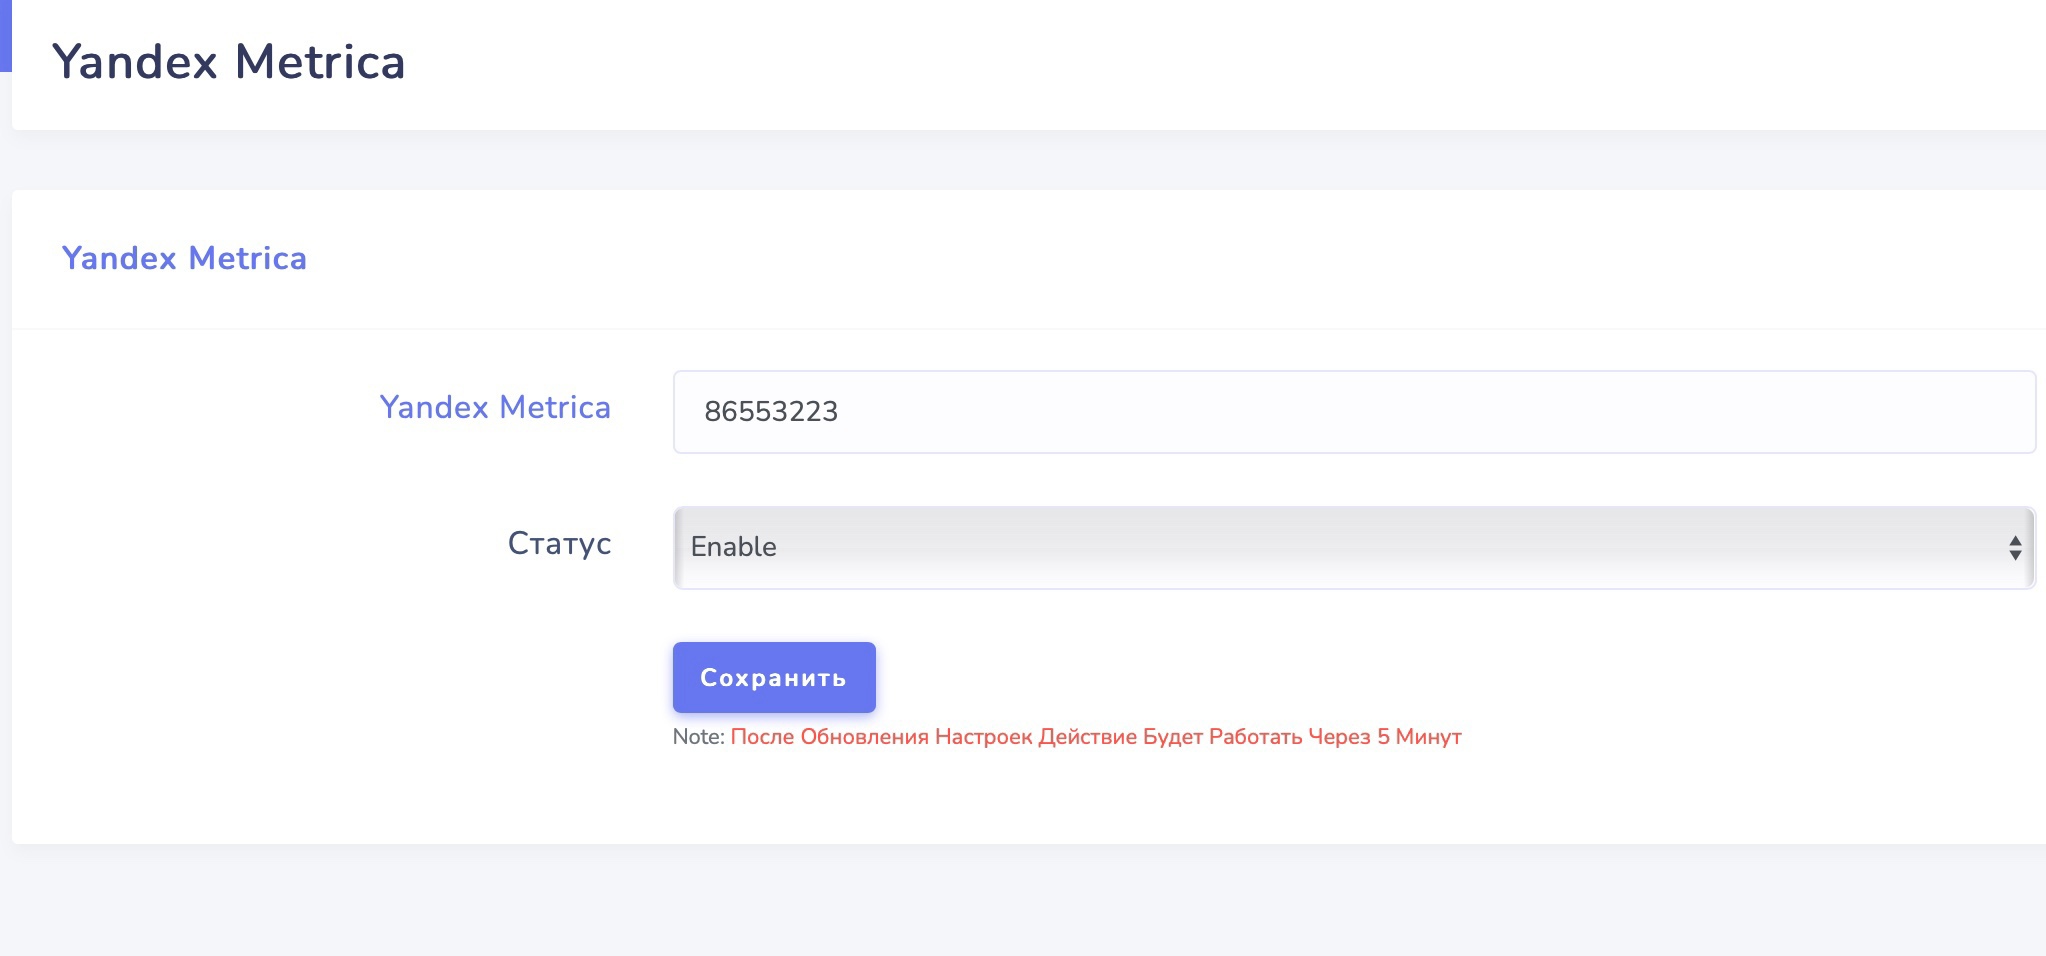 Yandex Metrica
Yandex Metrica
Yandex Metrica
86553223
Статус
Enable
Сохранить
Note: После Обновления Настроек Действие Будет Работать Через 5 Минут